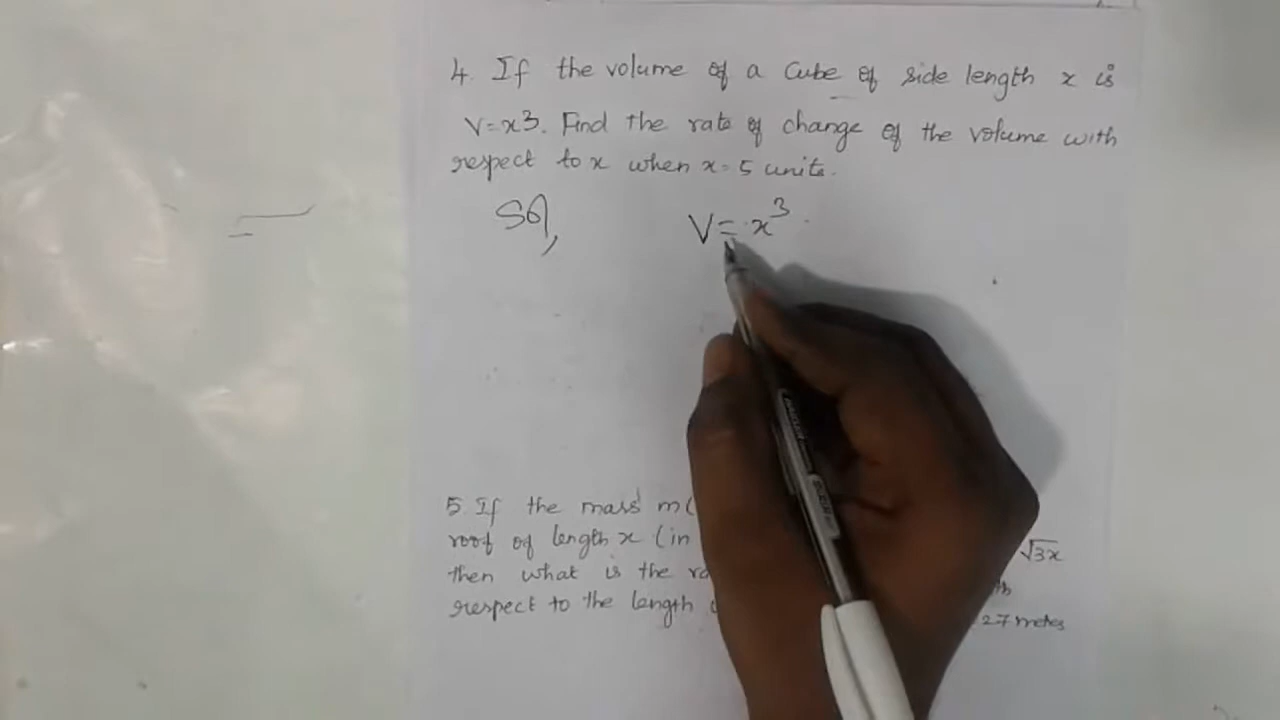 4. If the volume of a Cube of side length x is
V=x3. Find the rate of change of the volume with
respect to x when x=5 units.
Sol,
V=x³
5. If the mass m(
roof of length x (in
√3x
then what is the
respect to the length
27 metes